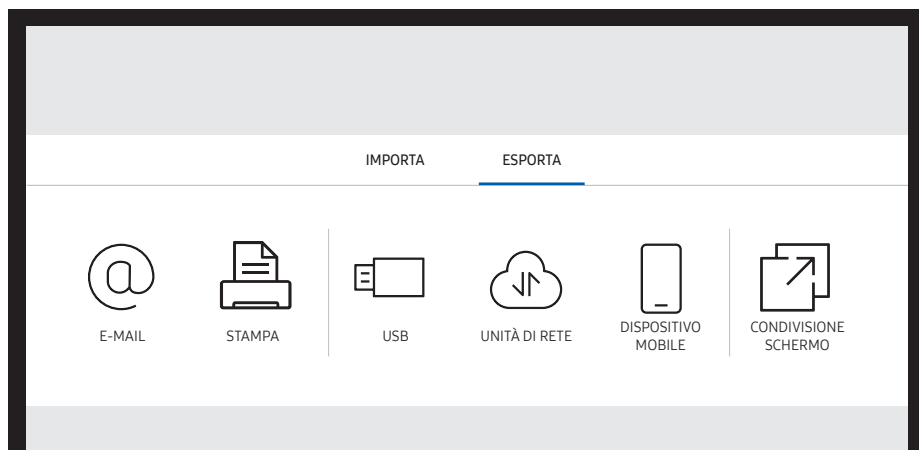 IMPORTA
ESPORTA
E-MAIL
STAMPA
USB
UNITÀ DI RETE
DISPOSITIVO
MOBILE
CONDIVISIONE
SCHERMO